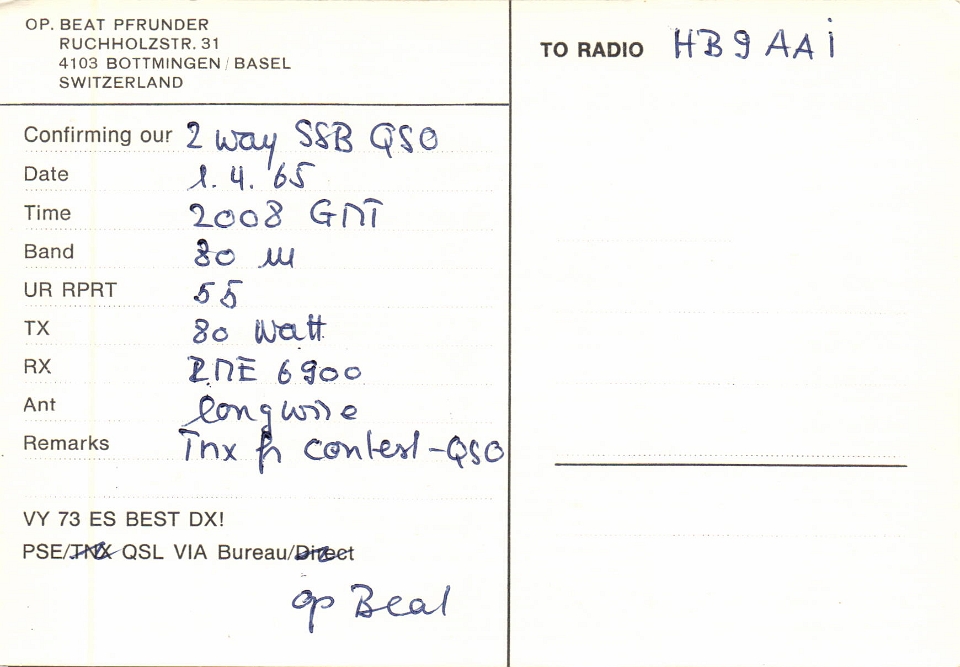 OP. BEAT PFRUNDER
RUCHHOLZSTR. 31
4103 BOTTMINGEN / BASEL
SWITZERLAND
TO RADIO HB9AAI
Confirming our 2 way SSB QSO
Date 1. 4. 65
Time 2008 GMT
Band 80 m
UR RPRT 55
TX 80 Watt
RX RME 6900
Ant longwire
Remarks Tnx fr contest-QSO
VY 73 ES BEST DX!
PSE/TNX QSL VIA Bureau/Direct
op Beat